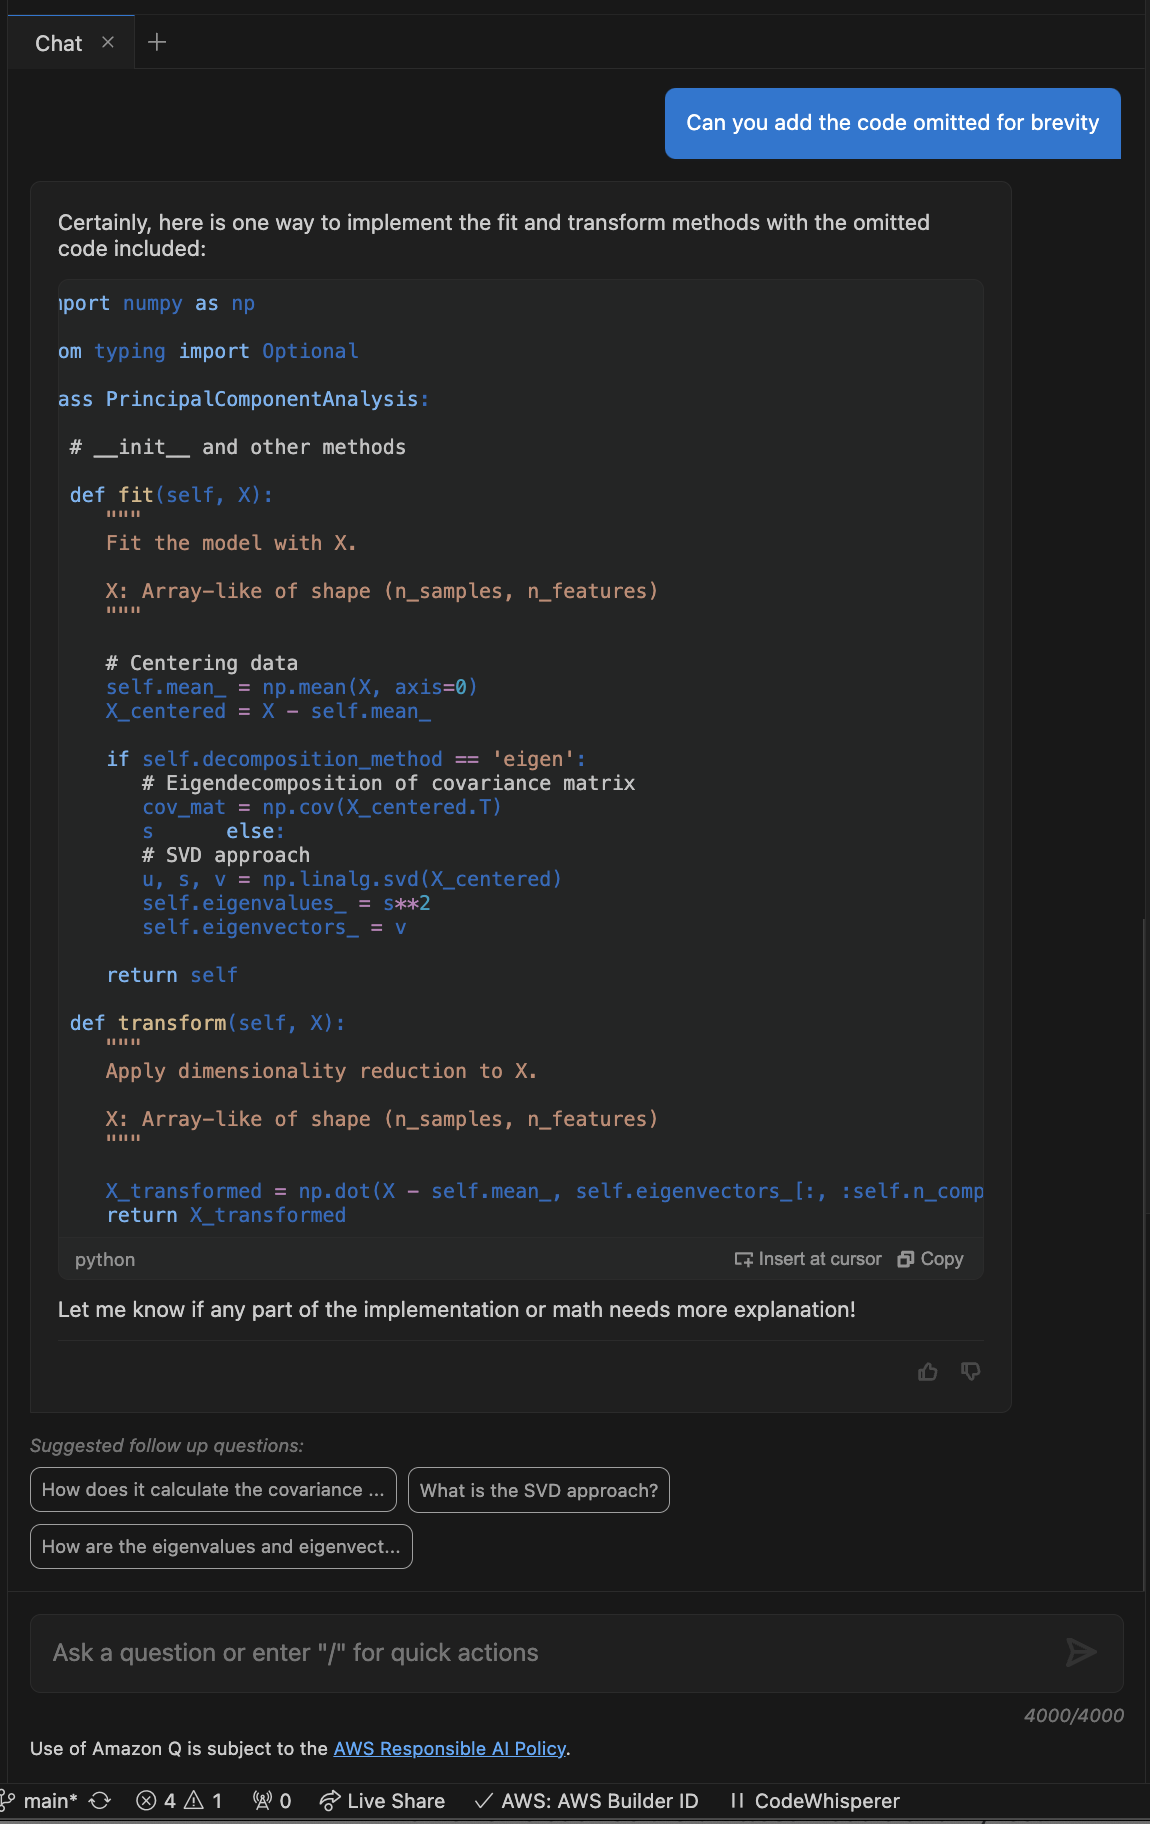 Chat
Can you add the code omitted for brevity
Certainly, here is one way to implement the fit and transform methods with the omitted
code included:
port numpy as np
om typing import Optional
ass PrincipalComponentAnalysis:
# __init__ and other methods
def fit(self, X):
"""
Fit the model with X.
X: Array-like of shape (n_samples, n_features)
"""
# Centering data
self.mean_ = np.mean(X, axis=0)
X_centered = X - self.mean_
if self.decomposition_method == 'eigen':
# Eigendecomposition of covariance matrix
cov_mat = np.cov(X_centered.T)
s      else:
# SVD approach
u, s, v = np.linalg.svd(X_centered)
self.eigenvalues_ = s**2
self.eigenvectors_ = v
return self
def transform(self, X):
"""
Apply dimensionality reduction to X.
X: Array-like of shape (n_samples, n_features)
"""
X_transformed = np.dot(X - self.mean_, self.eigenvectors_[:, :self.n_comp
return X_transformed
python Insert at cursor Copy
Let me know if any part of the implementation or math needs more explanation!
Suggested follow up questions:
How does it calculate the covariance ... What is the SVD approach?
How are the eigenvalues and eigenvect...
Ask a question or enter "/" for quick actions
4000/4000
Use of Amazon Q is subject to the AWS Responsible AI Policy.
main* 4 1 0 Live Share AWS: AWS Builder ID CodeWhisperer